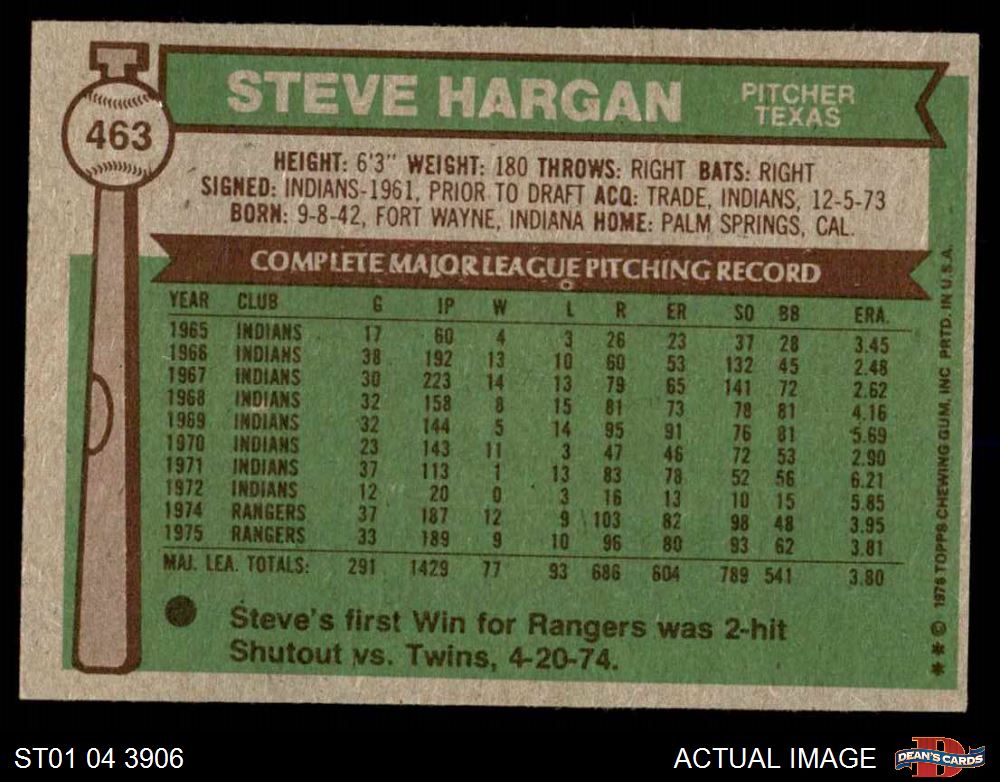 463
STEVE HARGAN
PITCHER
TEXAS
HEIGHT: 6'3" WEIGHT: 180 THROWS: RIGHT BATS: RIGHT
SIGNED: INDIANS-1961, PRIOR TO DRAFT ACQ: TRADE, INDIANS, 12-5-73
BORN: 9-8-42, FORT WAYNE, INDIANA HOME: PALM SPRINGS, CAL.
COMPLETE MAJOR LEAGUE PITCHING RECORD
YEAR CLUB G IP W L R ER SO BB ERA.
1965 INDIANS 17 60 4 3 26 23 37 28 3.45
1966 INDIANS 38 192 13 10 60 53 132 45 2.48
1967 INDIANS 30 223 14 13 79 65 141 72 2.62
1968 INDIANS 32 158 8 15 81 73 78 81 4.16
1969 INDIANS 32 144 5 14 95 91 76 81 5.69
1970 INDIANS 23 143 11 3 47 46 72 53 2.90
1971 INDIANS 37 113 1 13 83 78 52 56 6.21
1972 INDIANS 12 20 0 3 16 13 10 15 5.85
1974 RANGERS 37 187 12 9 103 82 98 48 3.95
1975 RANGERS 33 189 9 10 96 80 93 62 3.81
MAJ. LEA. TOTALS: 291 1429 77 93 686 604 789 541 3.80
Steve's first Win for Rangers was 2-hit
Shutout vs. Twins, 4-20-74.
** © 1976 TOPPS CHEWING GUM, INC PRTD. IN U.S.A.
ST01 04 3906
ACTUAL IMAGE
D
DEAN'S CARDS